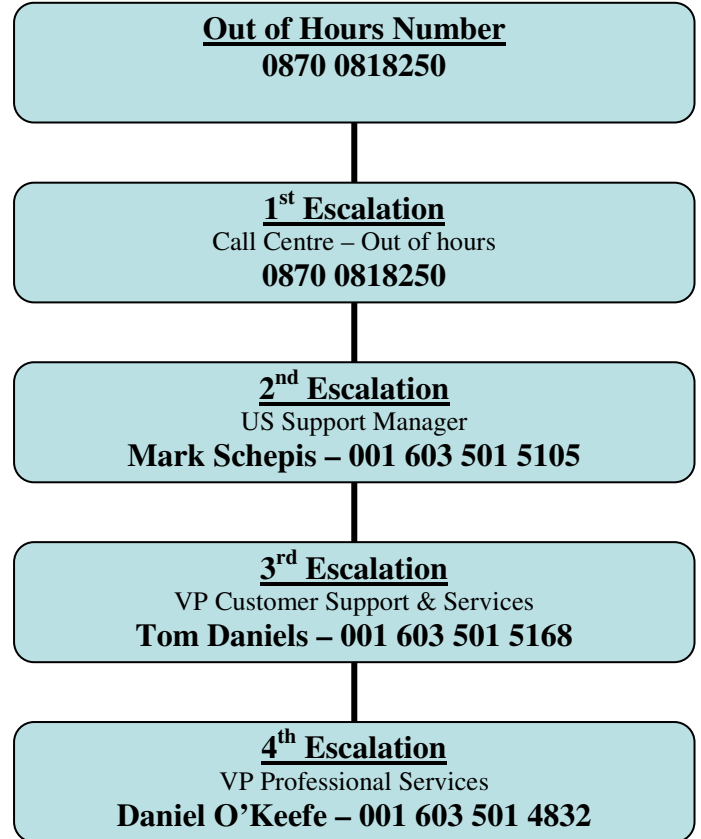 Out of Hours Number
0870 0818250
1st Escalation
Call Centre – Out of hours
0870 0818250
2nd Escalation
US Support Manager
Mark Schepis – 001 603 501 5105
3rd Escalation
VP Customer Support & Services
Tom Daniels – 001 603 501 5168
4th Escalation
VP Professional Services
Daniel O’Keefe – 001 603 501 4832